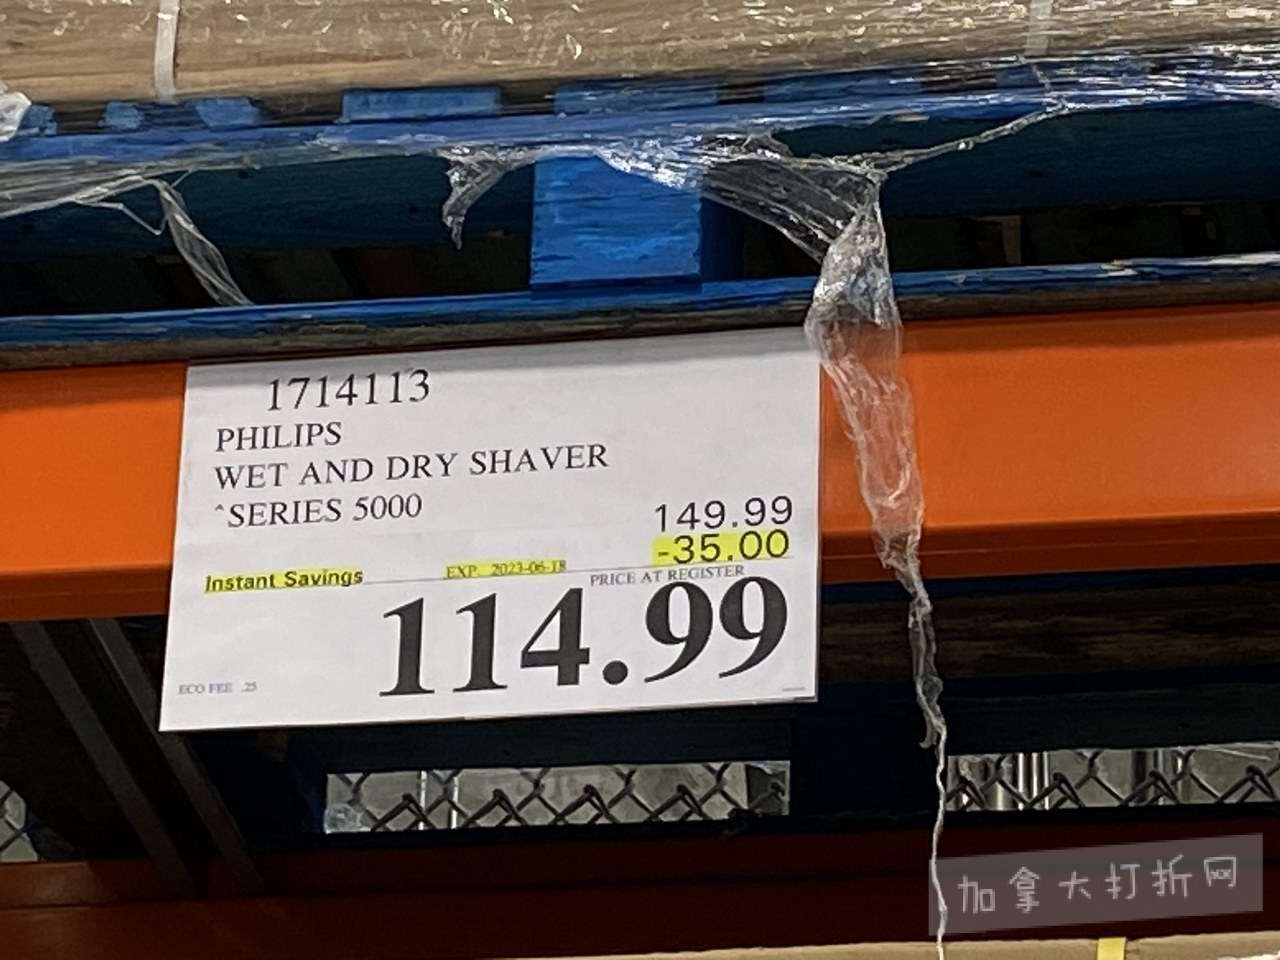 1714113
PHILIPS
WET AND DRY SHAVER
^SERIES 5000
149.99
-35.00
Instant Savings EXP. 2023-06-18 PRICE AT REGISTER
114.99
ECO FEE .25
加拿大打折网